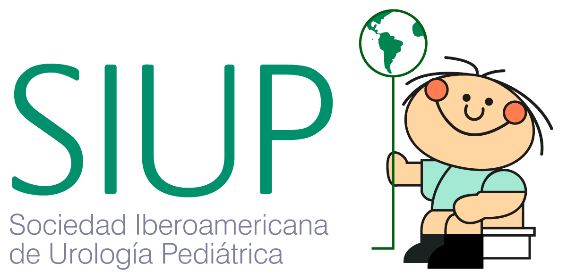 SIUP
Sociedad Iberoamericana
de Urología Pediátrica